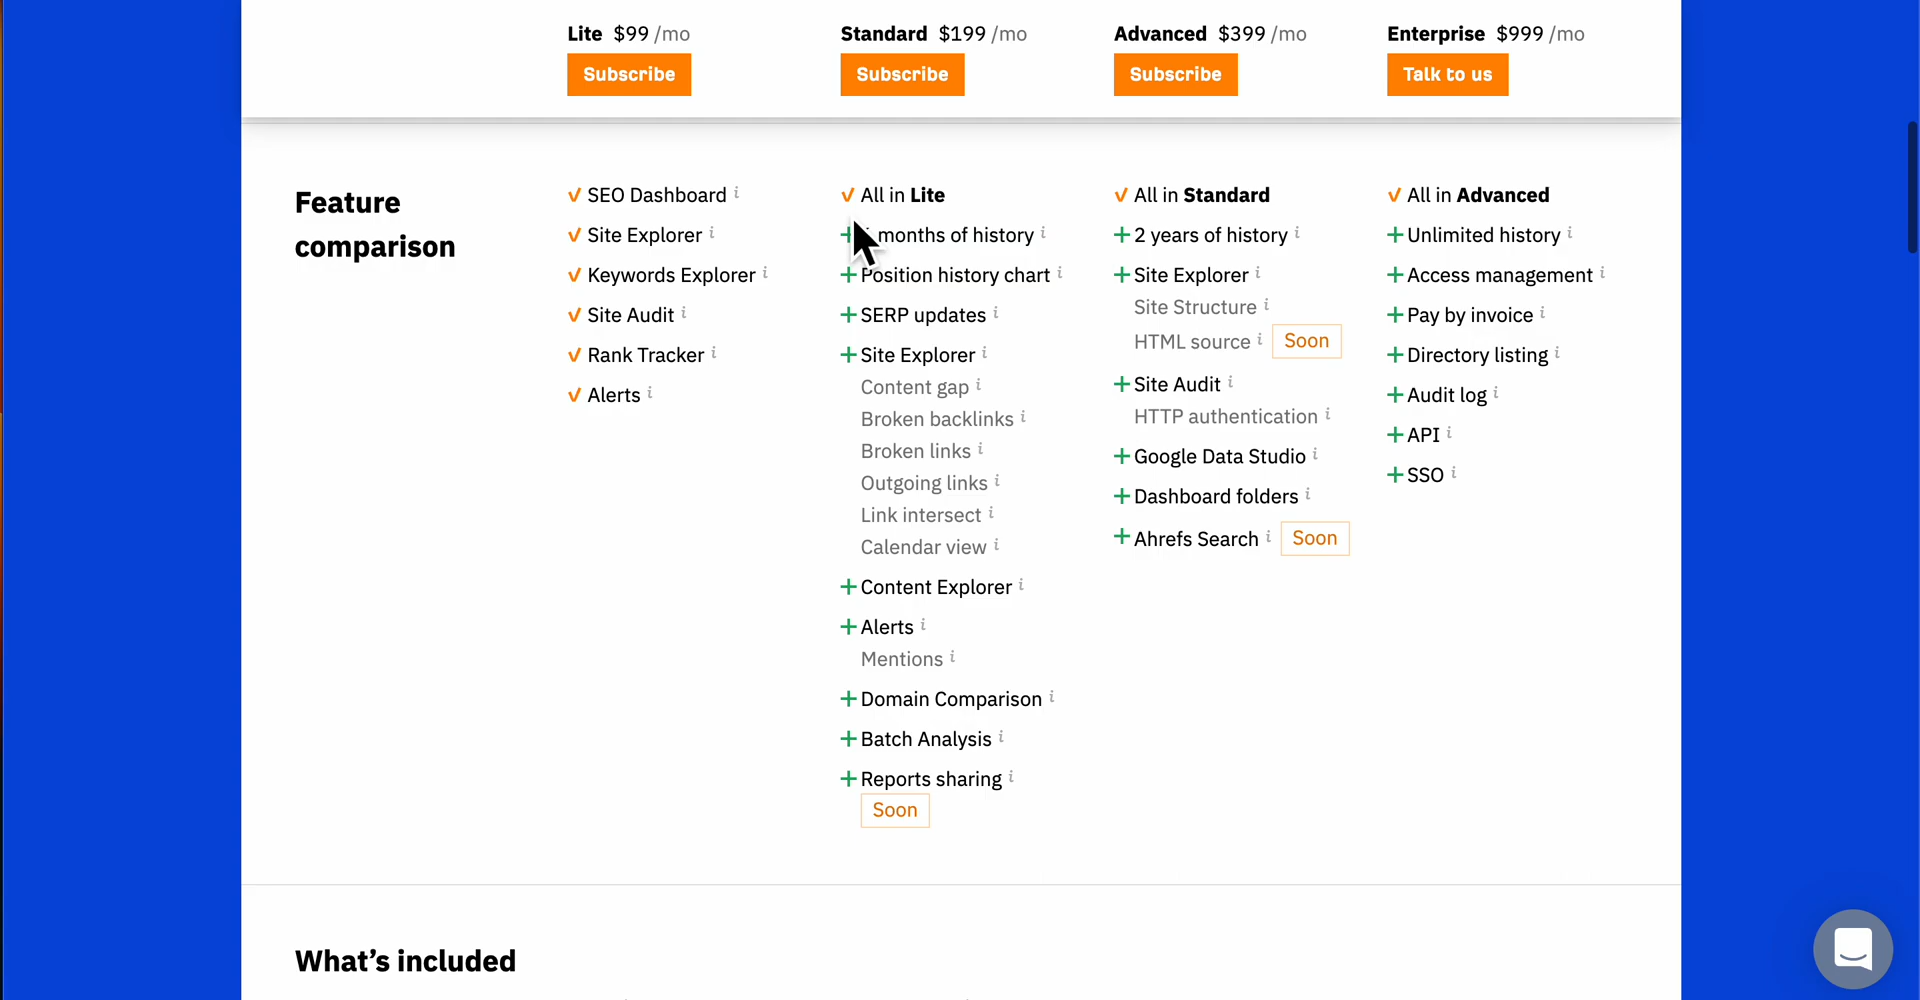 Lite $99 /mo
Subscribe
Standard $199 /mo
Subscribe
Advanced $399 /mo
Subscribe
Enterprise $999 /mo
Talk to us
Feature
comparison
SEO Dashboard i
Site Explorer i
Keywords Explorer i
Site Audit i
Rank Tracker i
Alerts i
All in Lite
months of history i
Position history chart i
SERP updates i
Site Explorer i
Content gap i
Broken backlinks i
Broken links i
Outgoing links i
Link intersect i
Calendar view i
Content Explorer i
Alerts i
Mentions i
Domain Comparison i
Batch Analysis i
Reports sharing i
Soon
All in Standard
2 years of history i
Site Explorer i
Site Structure i
HTML source i Soon
Site Audit i
HTTP authentication i
Google Data Studio i
Dashboard folders i
Ahrefs Search i Soon
All in Advanced
Unlimited history i
Access management i
Pay by invoice i
Directory listing i
Audit log i
API i
SSO i
What's included